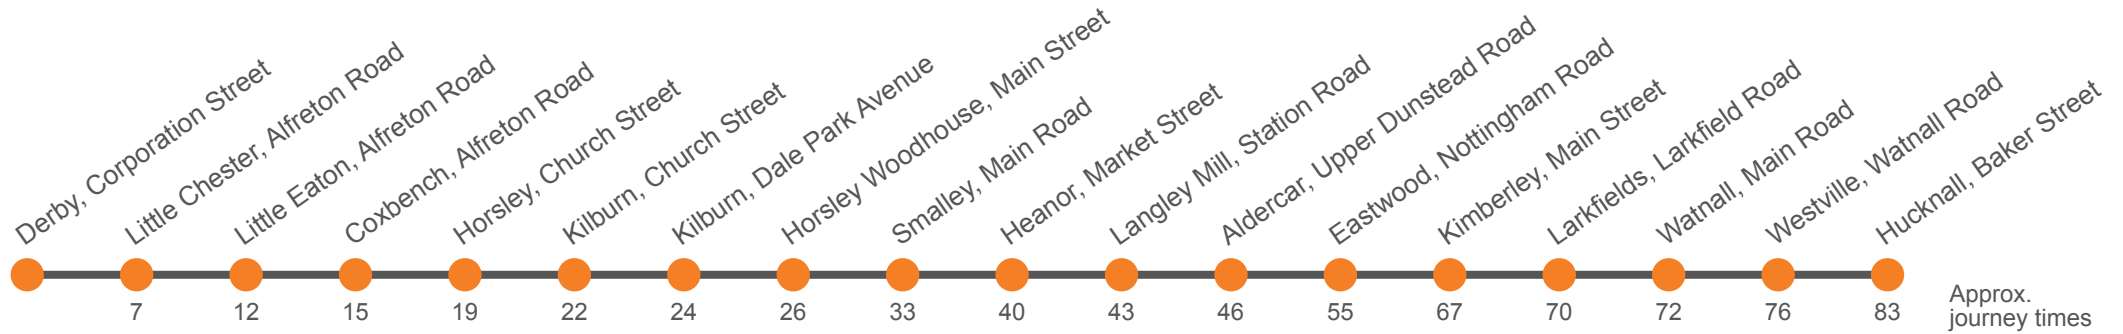 Derby, Corporation Street
Little Chester, Alfreton Road
Little Eaton, Alfreton Road
Coxbench, Alfreton Road
Horsley, Church Street
Kilburn, Church Street
Kilburn, Dale Park Avenue
Horsley Woodhouse, Main Street
Smalley, Main Road
Heanor, Market Street
Langley Mill, Station Road
Aldercar, Upper Dunstead Road
Eastwood, Nottingham Road
Kimberley, Main Street
Larkfields, Larkfield Road
Watnall, Main Road
Westville, Watnall Road
Hucknall, Baker Street
7 12 15 19 22 24 26 33 40 43 46 55 67 70 72 76 83
Approx.
journey times